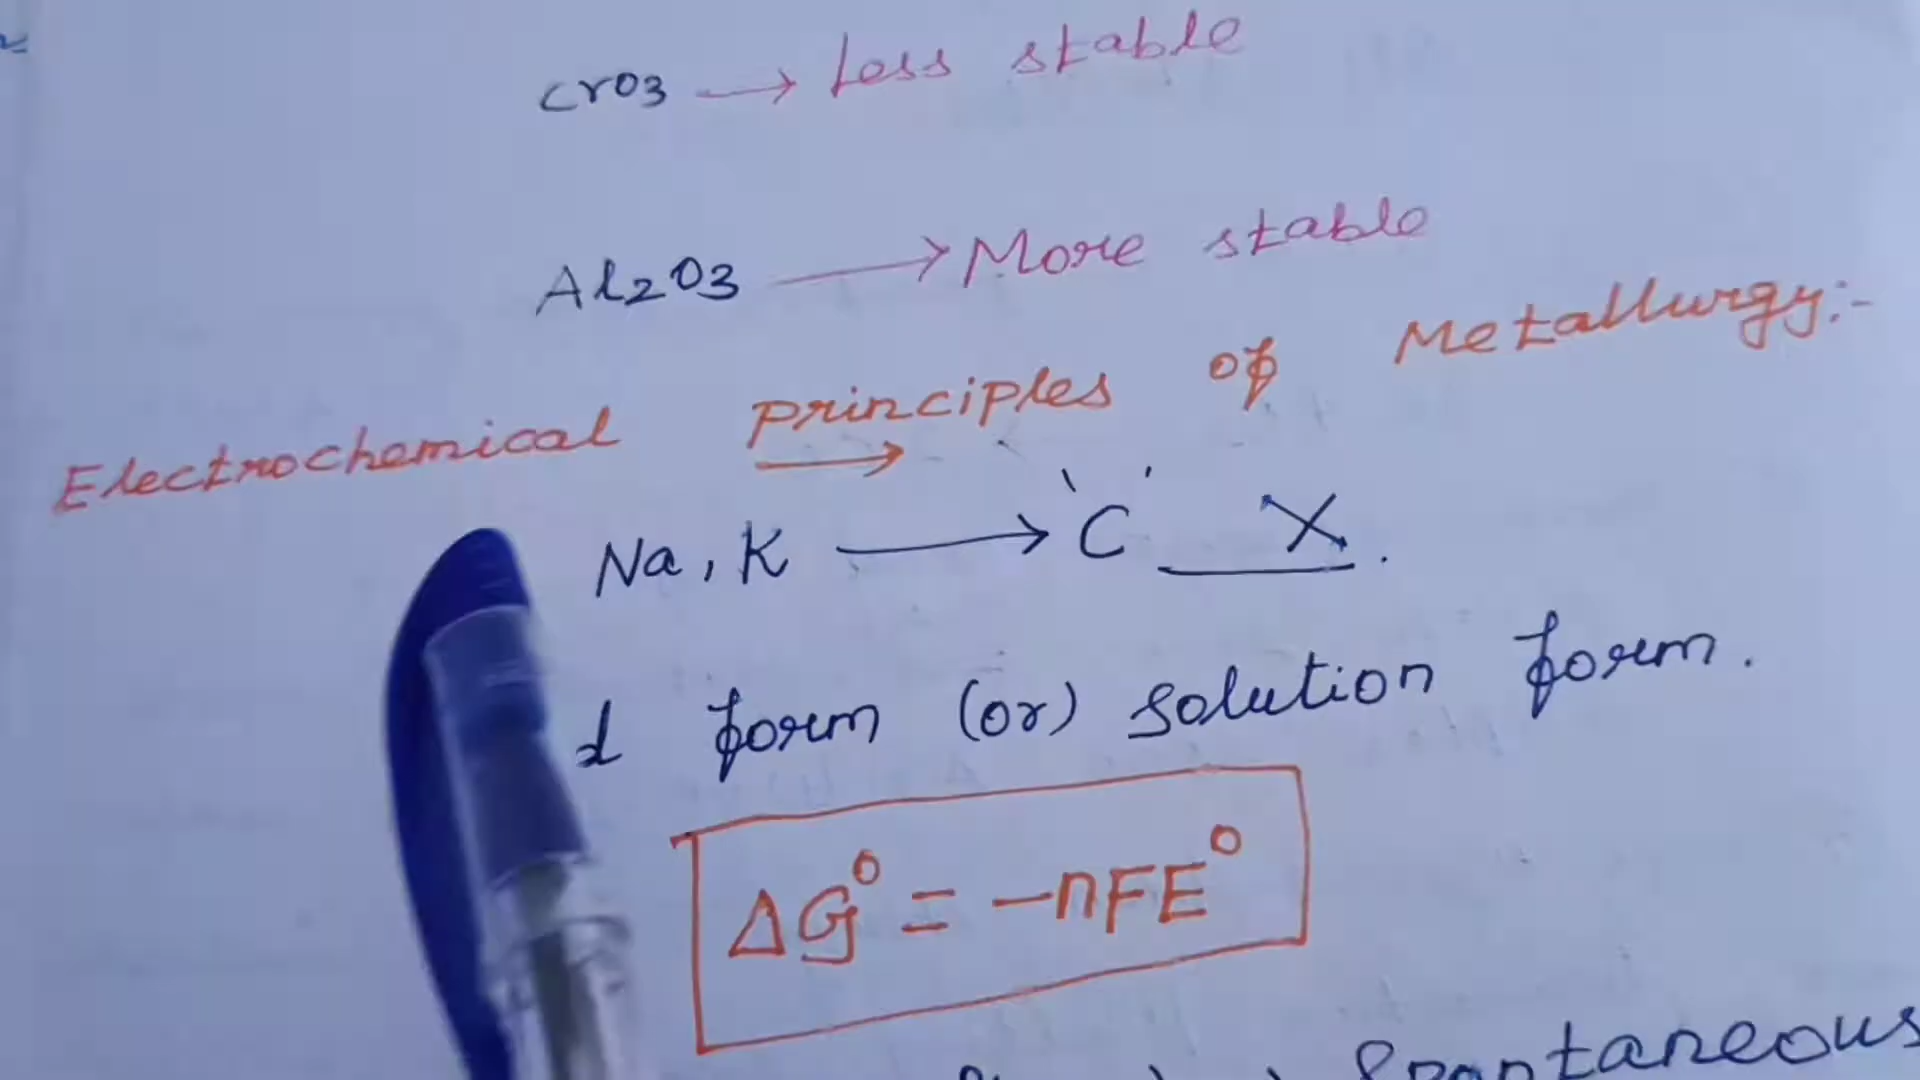 CrO3 → Less stable
Al2O3 → More stable
Electrochemical principles of Metallurgy:-
Na, K → 'C' X.
form (or) solution form.
ΔG° = -nFE°
Spontaneous